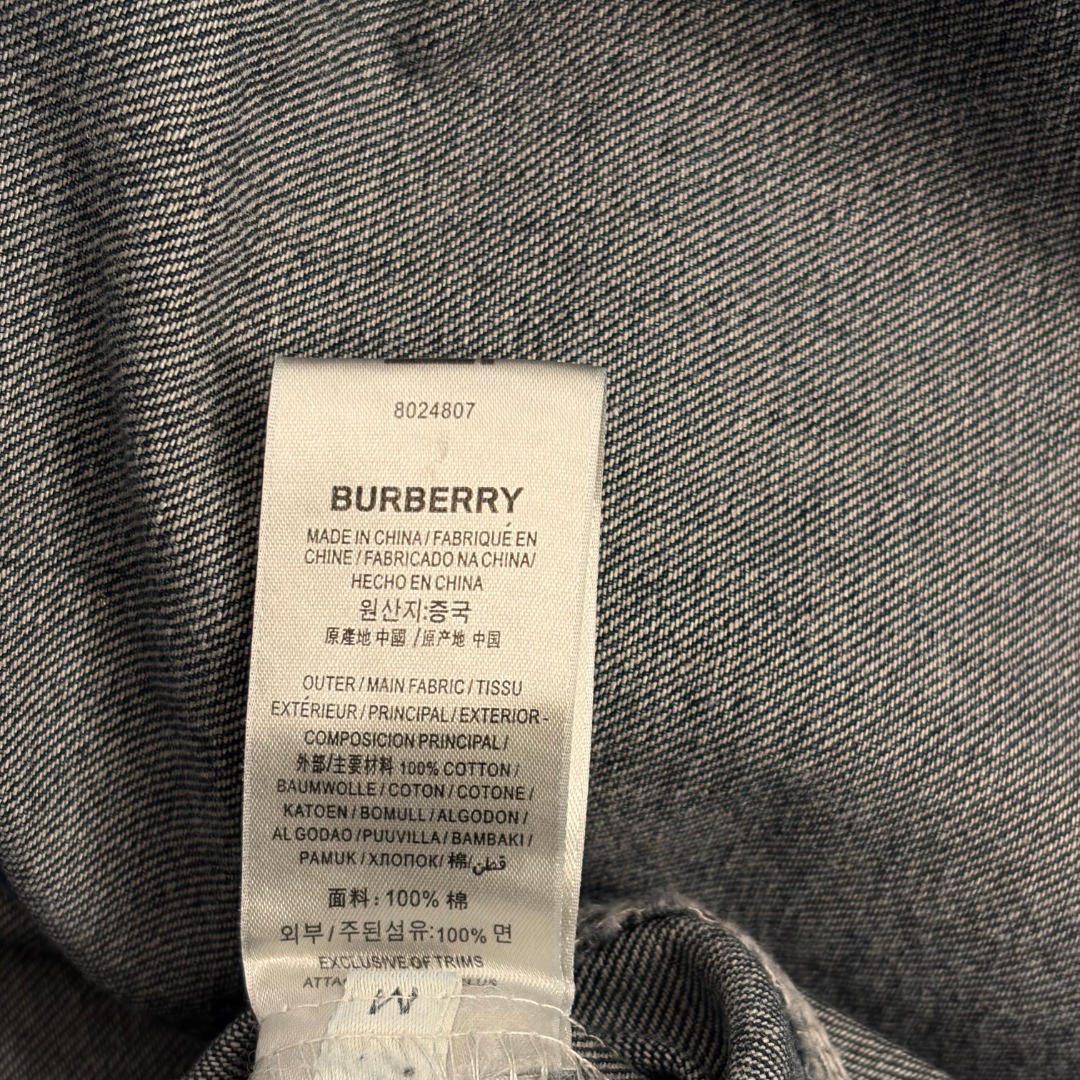 8024807
BURBERRY
MADE IN CHINA / FABRIQUÉ EN
CHINE / FABRICADO NA CHINA/
HECHO EN CHINA
원산지:중국
原產地 中國 /原产地 中国
OUTER / MAIN FABRIC / TISSU
EXTÉRIEUR / PRINCIPAL / EXTERIOR-
COMPOSICION PRINCIPAL /
外部/主要材料 100% COTTON /
BAUMWOLLE / COTON / COTONE /
KATOEN / BOMULL / ALGODON /
ALGODAO / PUUVILLA / BAMBAKI /
PAMUK / ХЛОПОК/ 棉/قطن
面料: 100% 棉
외부 / 주된섬유:100% 면
EXCLUSIVE OF TRIMS
M